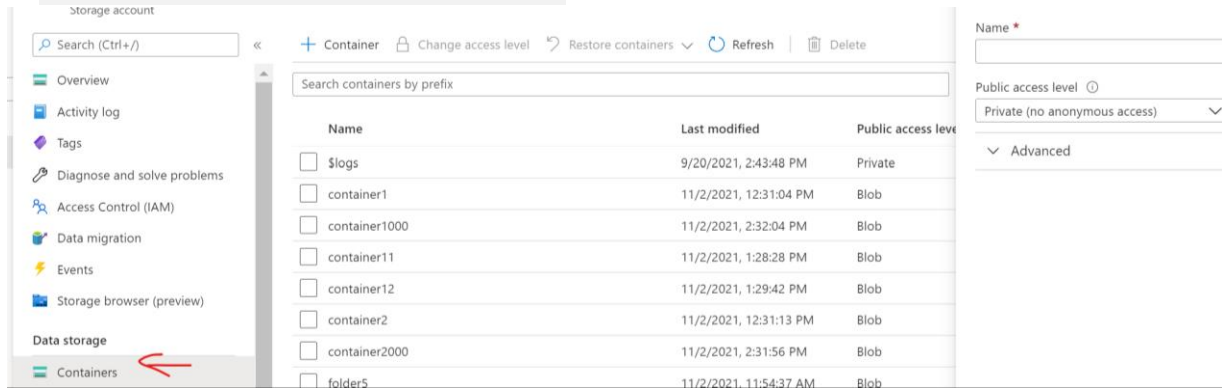 Storage account
Search (Ctrl+/)
«
Overview
Activity log
Tags
Diagnose and solve problems
Access Control (IAM)
Data migration
Events
Storage browser (preview)
Data storage
Containers
+ Container Change access level Restore containers Refresh Delete
Search containers by prefix
Name Last modified Public access leve
$logs 9/20/2021, 2:43:48 PM Private
container1 11/2/2021, 12:31:04 PM Blob
container1000 11/2/2021, 2:32:04 PM Blob
container11 11/2/2021, 1:28:28 PM Blob
container12 11/2/2021, 1:29:42 PM Blob
container2 11/2/2021, 12:31:13 PM Blob
container2000 11/2/2021, 2:31:56 PM Blob
folder5 11/2/2021, 11:54:37 AM Blob
Name *
Public access level
Private (no anonymous access)
Advanced